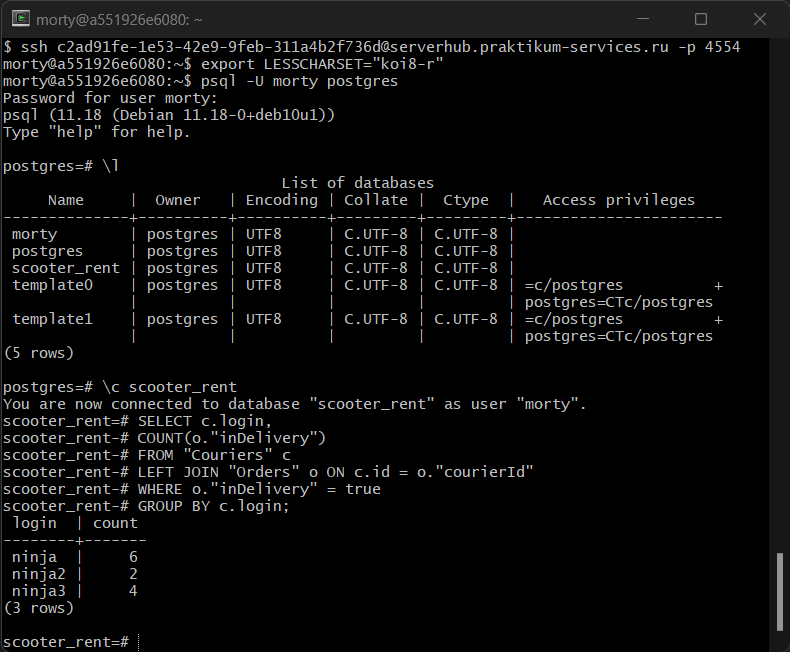 morty@a551926e6080: ~
$ ssh c2ad91fe-1e53-42e9-9feb-311a4b2f736d@serverhub.praktikum-services.ru -p 4554
morty@a551926e6080:~$ export LESSCHARSET="koi8-r"
morty@a551926e6080:~$ psql -U morty postgres
Password for user morty:
psql (11.18 (Debian 11.18-0+deb10u1))
Type "help" for help.

postgres=# \l
                               List of databases
     Name     |  Owner   | Encoding | Collate |  Ctype  |   Access privileges
--------------+----------+----------+---------+---------+-----------------------
 morty        | postgres | UTF8     | C.UTF-8 | C.UTF-8 |
 postgres     | postgres | UTF8     | C.UTF-8 | C.UTF-8 |
 scooter_rent | postgres | UTF8     | C.UTF-8 | C.UTF-8 |
 template0    | postgres | UTF8     | C.UTF-8 | C.UTF-8 | =c/postgres          +
              |          |          |         |         | postgres=CTc/postgres
 template1    | postgres | UTF8     | C.UTF-8 | C.UTF-8 | =c/postgres          +
              |          |          |         |         | postgres=CTc/postgres
(5 rows)

postgres=# \c scooter_rent
You are now connected to database "scooter_rent" as user "morty".
scooter_rent=# SELECT c.login,
scooter_rent-# COUNT(o."inDelivery")
scooter_rent-# FROM "Couriers" c
scooter_rent-# LEFT JOIN "Orders" o ON c.id = o."courierId"
scooter_rent-# WHERE o."inDelivery" = true
scooter_rent-# GROUP BY c.login;
 login  | count
--------+-------
 ninja  |     6
 ninja2 |     2
 ninja3 |     4
(3 rows)

scooter_rent=#